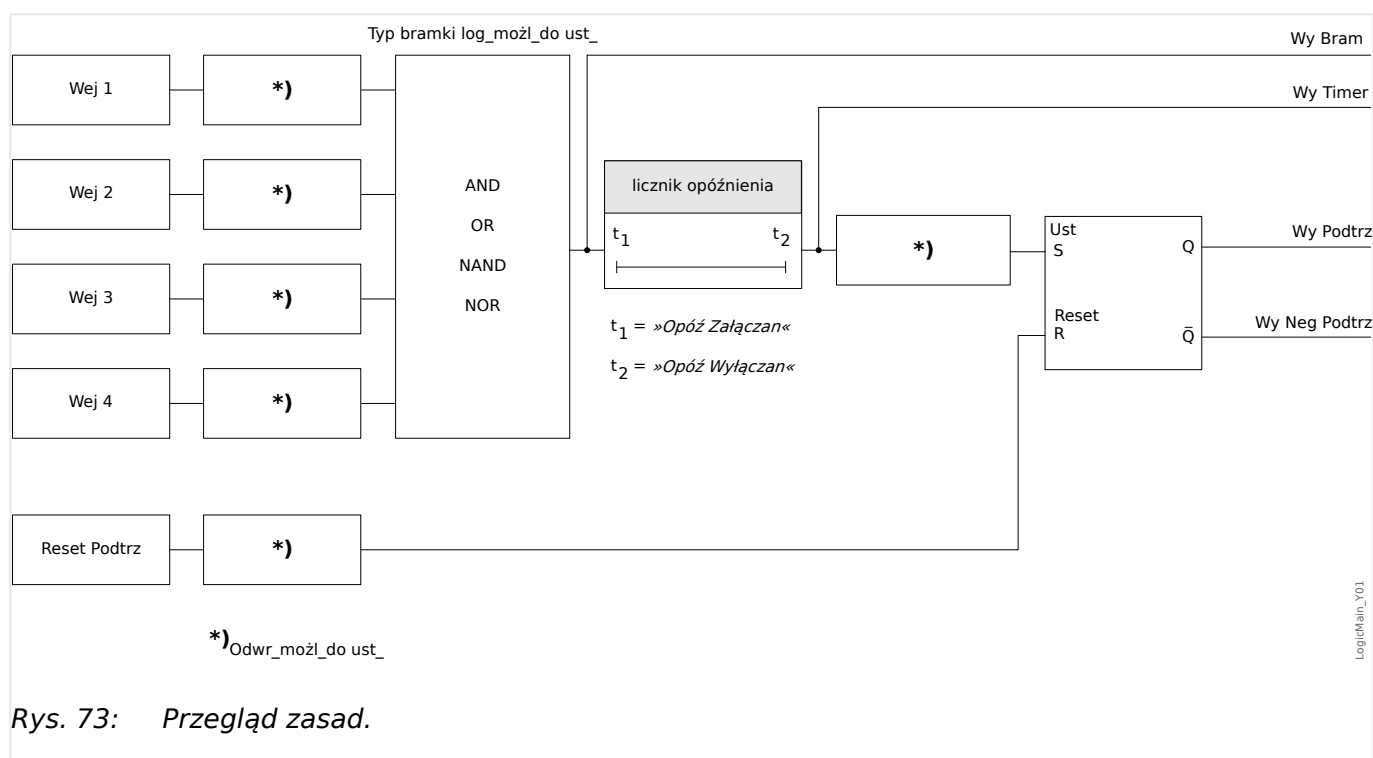 Typ bramki log_możl_do ust_
Wy Bram
Wej 1
*)
Wy Timer
Wej 2
*)
AND
OR
NAND
NOR
licznik opóźnienia
t1
t2
*)
Ust
S
Q
Wy Podtrz
Reset
R
Q̅
Wy Neg Podtrz
Wej 3
*)
t1 = »Opóź Załączan«
t2 = »Opóź Wyłączan«
Wej 4
*)
Reset Podtrz
*)
*)Odwr_możl_do ust_
LogicMain_Y01
Rys. 73: Przegląd zasad.